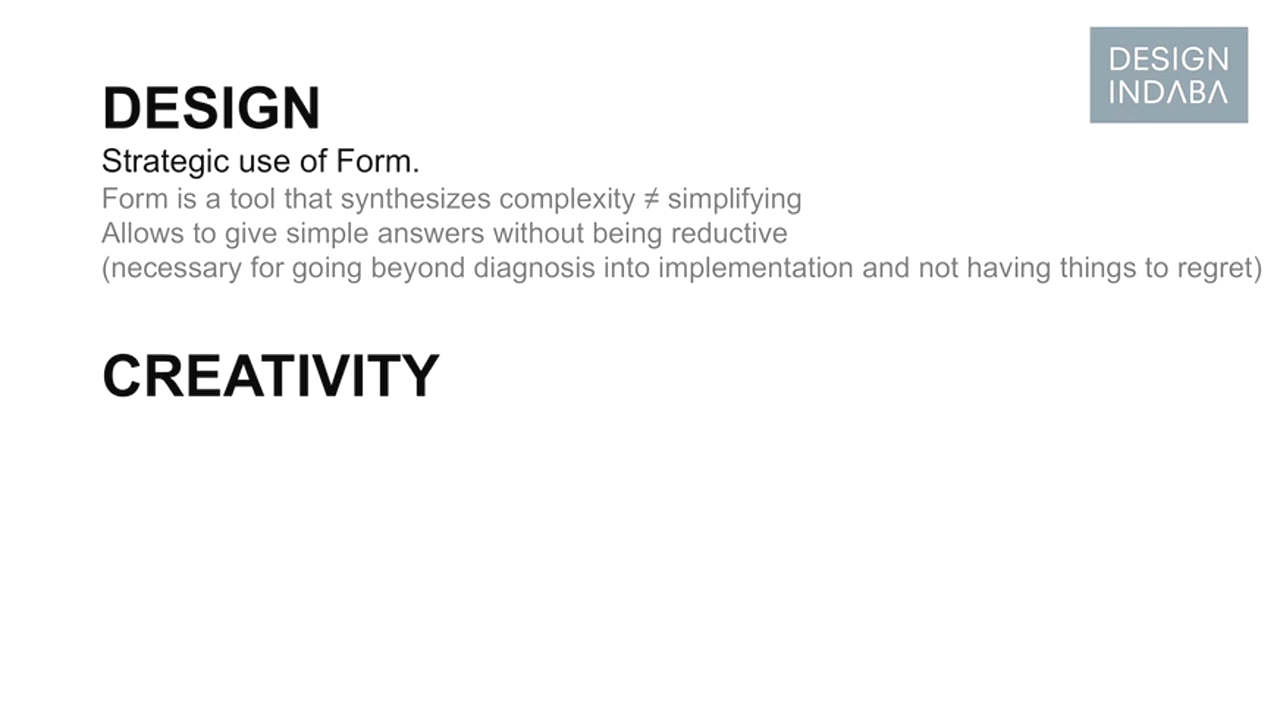 DESIGN
INDABA
DESIGN
Strategic use of Form.
Form is a tool that synthesizes complexity ≠ simplifying
Allows to give simple answers without being reductive
(necessary for going beyond diagnosis into implementation and not having things to regret)
CREATIVITY